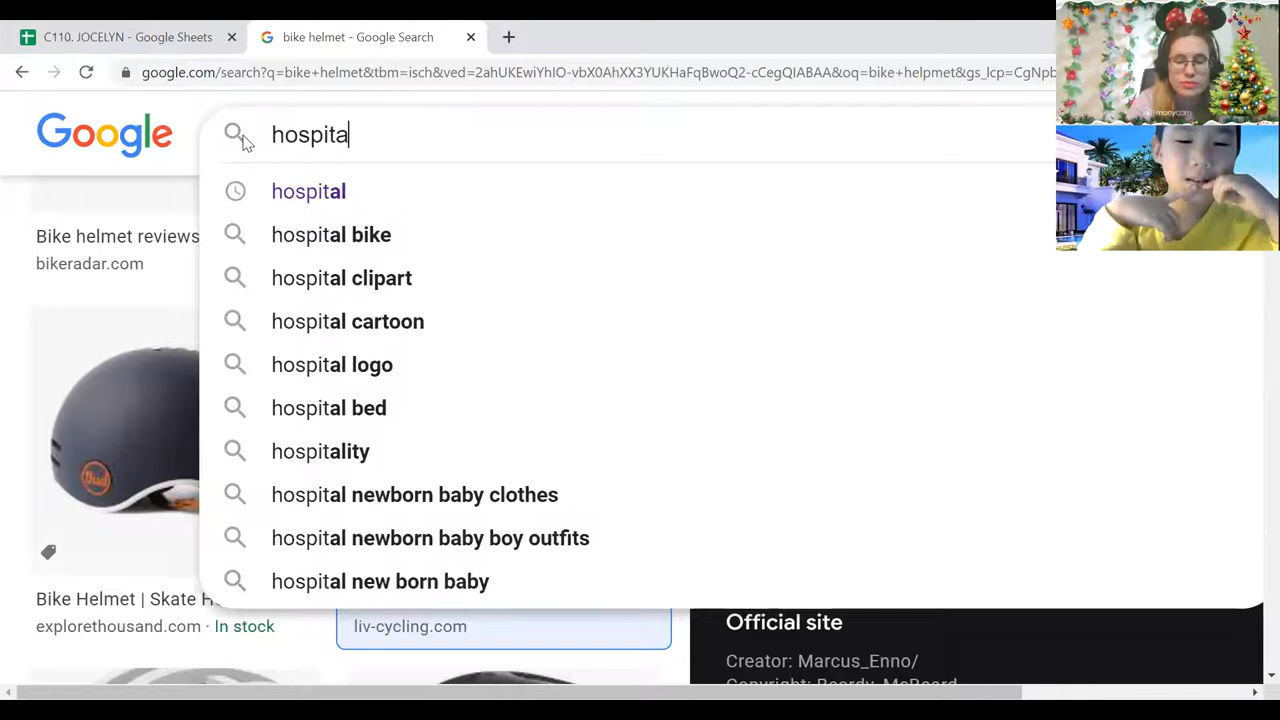 C110. JOCELYN - Google Sheets
bike helmet - Google Search
google.com/search?q=bike+helmet&tbm=isch&ved=2ahUKEwiYhIO-vbX0AhXX3YUKHaFqBwoQ2-cCegQIABAA&oq=bike+helpmet&gs_lcp=CgNpb
Google
hospita
hospital
hospital bike
hospital clipart
hospital cartoon
hospital logo
hospital bed
hospitality
hospital newborn baby clothes
hospital newborn baby boy outfits
hospital new born baby
Bike helmet reviews
bikeradar.com
thsd
Bike Helmet | Skate H
explorethousand.com · In stock
liv-cycling.com
Official site
Creator: Marcus_Enno/
manycam